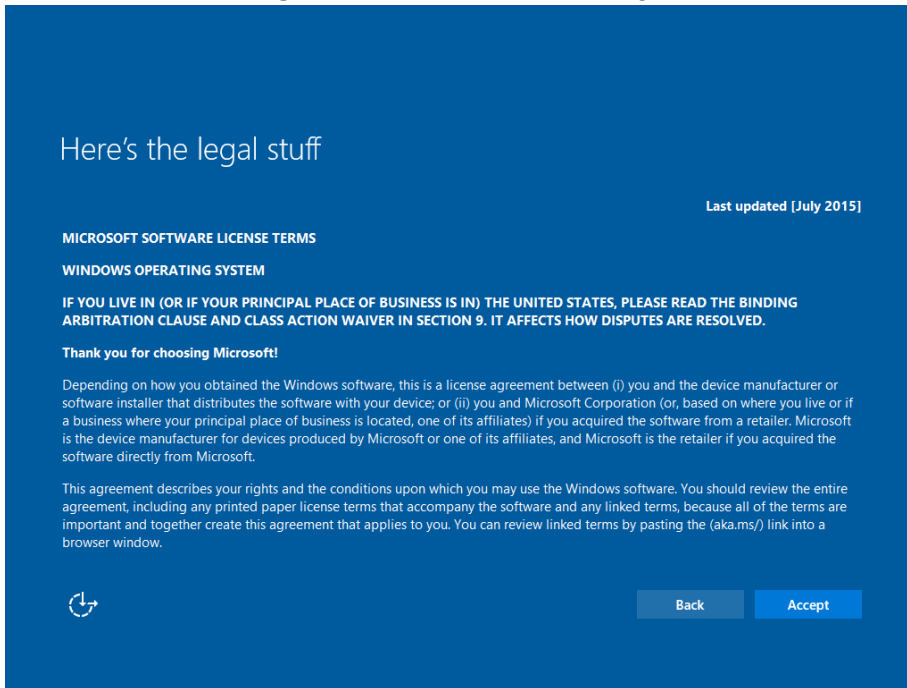 Here's the legal stuff
Last updated [July 2015]
MICROSOFT SOFTWARE LICENSE TERMS
WINDOWS OPERATING SYSTEM
IF YOU LIVE IN (OR IF YOUR PRINCIPAL PLACE OF BUSINESS IS IN) THE UNITED STATES, PLEASE READ THE BINDING
ARBITRATION CLAUSE AND CLASS ACTION WAIVER IN SECTION 9. IT AFFECTS HOW DISPUTES ARE RESOLVED.
Thank you for choosing Microsoft!
Depending on how you obtained the Windows software, this is a license agreement between (i) you and the device manufacturer or
software installer that distributes the software with your device; or (ii) you and Microsoft Corporation (or, based on where you live or if
a business where your principal place of business is located, one of its affiliates) if you acquired the software from a retailer. Microsoft
is the device manufacturer for devices produced by Microsoft or one of its affiliates, and Microsoft is the retailer if you acquired the
software directly from Microsoft.
This agreement describes your rights and the conditions upon which you may use the Windows software. You should review the entire
agreement, including any printed paper license terms that accompany the software and any linked terms, because all of the terms are
important and together create this agreement that applies to you. You can review linked terms by pasting the (aka.ms/) link into a
browser window.
Back
Accept